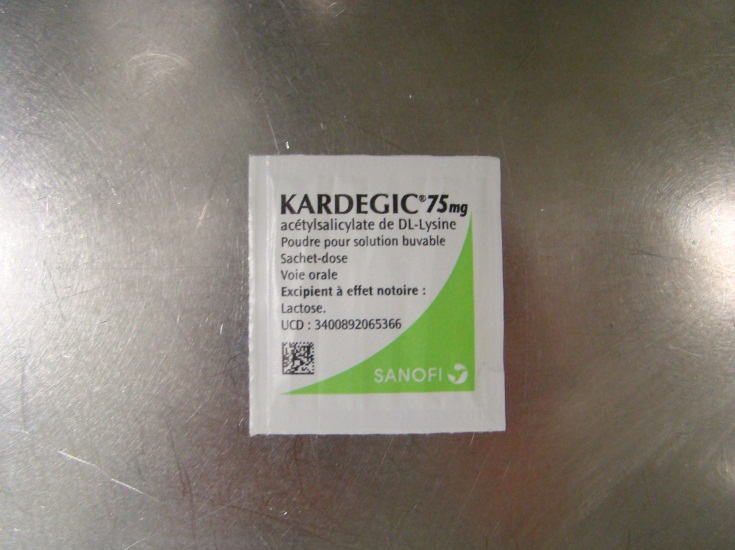 KARDEGIC® 75mg
acétylsalicylate de DL-Lysine
Poudre pour solution buvable
Sachet-dose
Voie orale
Excipient à effet notoire :
Lactose.
UCD : 3400892065366
SANOFI